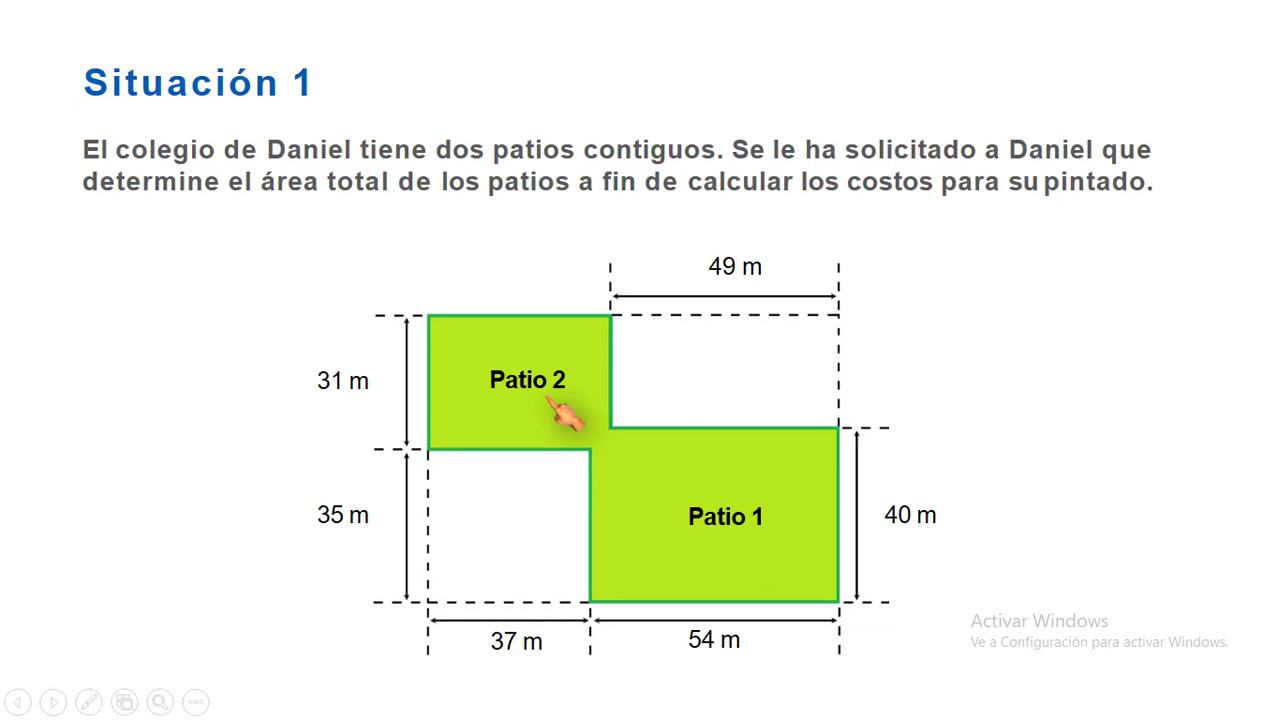 Situación 1
El colegio de Daniel tiene dos patios contiguos. Se le ha solicitado a Daniel que
determine el área total de los patios a fin de calcular los costos para su pintado.
49 m
31 m
Patio 2
35 m
Patio 1
40 m
37 m
54 m
Activar Windows
Ve a Configuración para activar Windows.